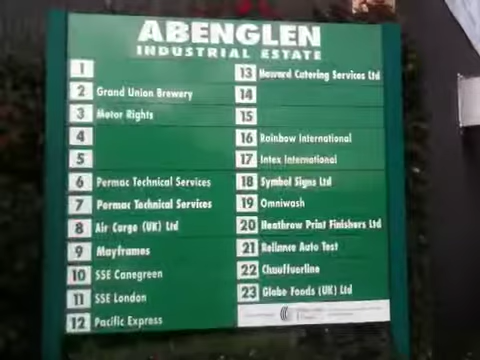 ABENGLEN
INDUSTRIAL ESTATE
1
2 Grand Union Brewery
3 Motor Rights
4
5
6 Permac Technical Services
7 Permac Technical Services
8 Air Cargo (UK) Ltd
9 Mayframes
10 SSE Canegreen
11 SSE London
12 Pacific Express
13 Howard Catering Services Ltd
14
15
16 Rainbow International
17 Intex International
18 Symbol Signs Ltd
19 Omniwash
20 Heathrow Print Finishers Ltd
21 Reliance Auto Test
22 Chauffuerline
23 Globe Foods (UK) Ltd